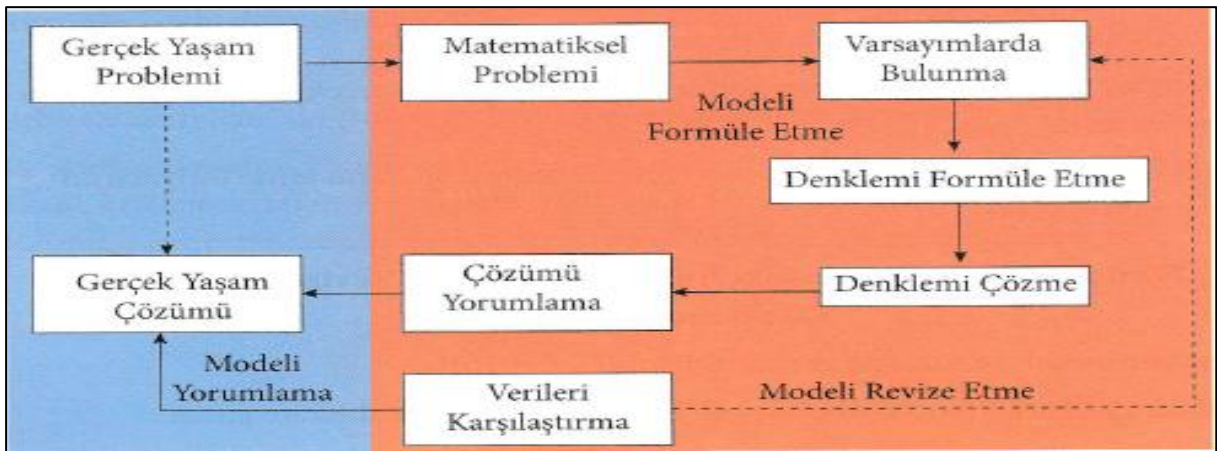 Gerçek Yaşam
Problemi
Matematiksel
Problemi
Varsayımlarda
Bulunma
Modeli
Formüle Etme
Denklemi Formüle Etme
Gerçek Yaşam
Çözümü
Çözümü
Yorumlama
Denklemi Çözme
Modeli
Yorumlama
Verileri
Karşılaştırma
Modeli Revize Etme